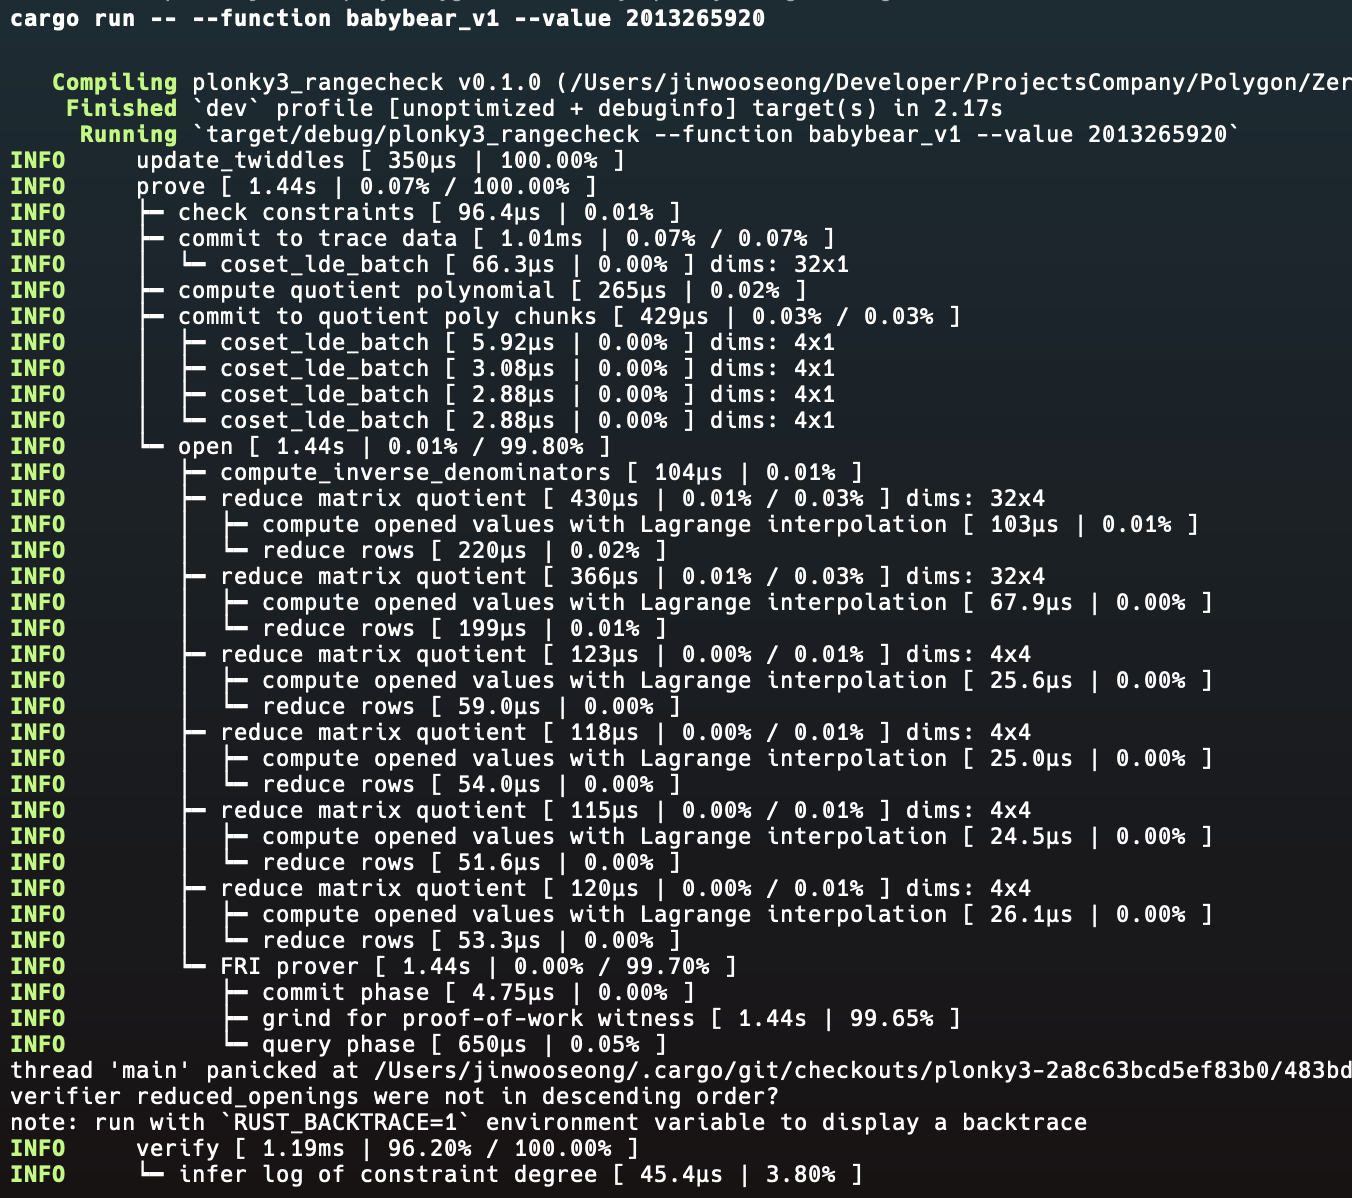 cargo run -- --function babybear_v1 --value 2013265920
   Compiling plonky3_rangecheck v0.1.0 (/Users/jinwooseong/Developer/ProjectsCompany/Polygon/Zer
    Finished `dev` profile [unoptimized + debuginfo] target(s) in 2.17s
     Running `target/debug/plonky3_rangecheck --function babybear_v1 --value 2013265920`
INFO     update_twiddles [ 350µs | 100.00% ]
INFO     prove [ 1.44s | 0.07% / 100.00% ]
INFO     ┝━ check constraints [ 96.4µs | 0.01% ]
INFO     ┝━ commit to trace data [ 1.01ms | 0.07% / 0.07% ]
INFO     │  ┕━ coset_lde_batch [ 66.3µs | 0.00% ] dims: 32x1
INFO     ┝━ compute quotient polynomial [ 265µs | 0.02% ]
INFO     ┝━ commit to quotient poly chunks [ 429µs | 0.03% / 0.03% ]
INFO     │  ┝━ coset_lde_batch [ 5.92µs | 0.00% ] dims: 4x1
INFO     │  ┝━ coset_lde_batch [ 3.08µs | 0.00% ] dims: 4x1
INFO     │  ┝━ coset_lde_batch [ 2.88µs | 0.00% ] dims: 4x1
INFO     │  ┕━ coset_lde_batch [ 2.88µs | 0.00% ] dims: 4x1
INFO     ┕━ open [ 1.44s | 0.01% / 99.80% ]
INFO        ┝━ compute_inverse_denominators [ 104µs | 0.01% ]
INFO        ┝━ reduce matrix quotient [ 430µs | 0.01% / 0.03% ] dims: 32x4
INFO        │  ┝━ compute opened values with Lagrange interpolation [ 103µs | 0.01% ]
INFO        │  ┕━ reduce rows [ 220µs | 0.02% ]
INFO        ┝━ reduce matrix quotient [ 366µs | 0.01% / 0.03% ] dims: 32x4
INFO        │  ┝━ compute opened values with Lagrange interpolation [ 67.9µs | 0.00% ]
INFO        │  ┕━ reduce rows [ 199µs | 0.01% ]
INFO        ┝━ reduce matrix quotient [ 123µs | 0.00% / 0.01% ] dims: 4x4
INFO        │  ┝━ compute opened values with Lagrange interpolation [ 25.6µs | 0.00% ]
INFO        │  ┕━ reduce rows [ 59.0µs | 0.00% ]
INFO        ┝━ reduce matrix quotient [ 118µs | 0.00% / 0.01% ] dims: 4x4
INFO        │  ┝━ compute opened values with Lagrange interpolation [ 25.0µs | 0.00% ]
INFO        │  ┕━ reduce rows [ 54.0µs | 0.00% ]
INFO        ┝━ reduce matrix quotient [ 115µs | 0.00% / 0.01% ] dims: 4x4
INFO        │  ┝━ compute opened values with Lagrange interpolation [ 24.5µs | 0.00% ]
INFO        │  ┕━ reduce rows [ 51.6µs | 0.00% ]
INFO        ┝━ reduce matrix quotient [ 120µs | 0.00% / 0.01% ] dims: 4x4
INFO        │  ┝━ compute opened values with Lagrange interpolation [ 26.1µs | 0.00% ]
INFO        │  ┕━ reduce rows [ 53.3µs | 0.00% ]
INFO        ┕━ FRI prover [ 1.44s | 0.00% / 99.70% ]
INFO           ┝━ commit phase [ 4.75µs | 0.00% ]
INFO           ┝━ grind for proof-of-work witness [ 1.44s | 99.65% ]
INFO           ┕━ query phase [ 650µs | 0.05% ]
thread 'main' panicked at /Users/jinwooseong/.cargo/git/checkouts/plonky3-2a8c63bcd5ef83b0/483bd
verifier reduced_openings were not in descending order?
note: run with `RUST_BACKTRACE=1` environment variable to display a backtrace
INFO     verify [ 1.19ms | 96.20% / 100.00% ]
INFO     ┕━ infer log of constraint degree [ 45.4µs | 3.80% ]